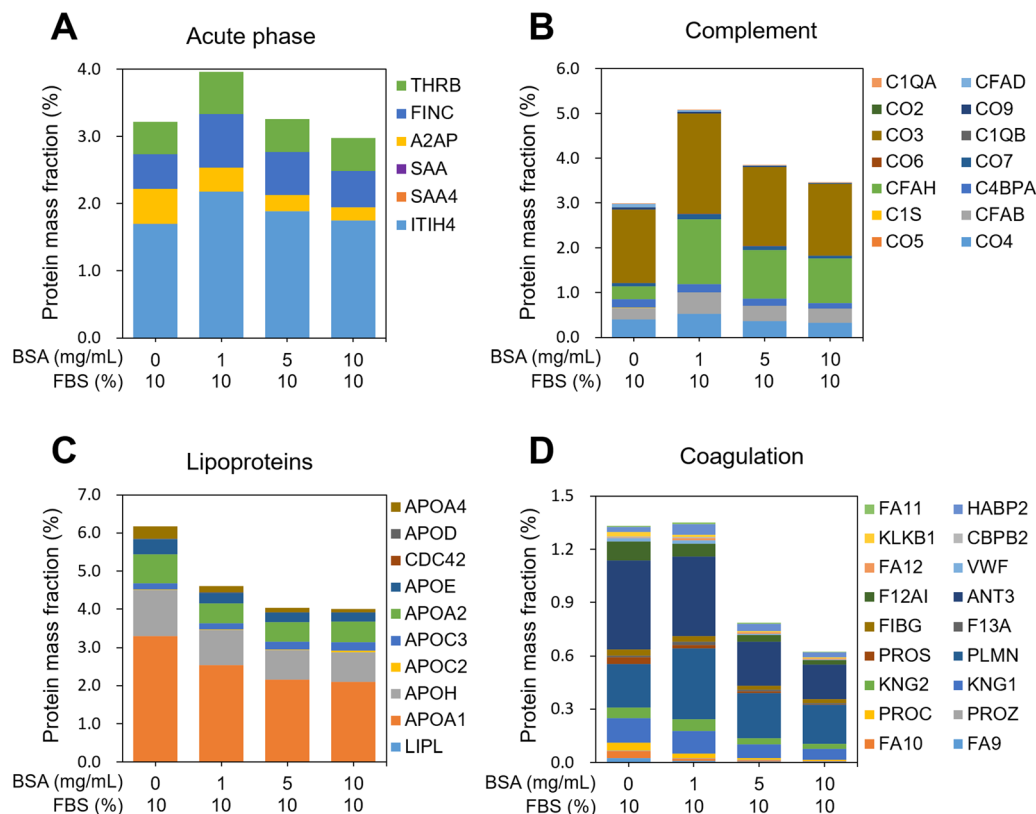 A
Acute phase
Protein mass fraction (%)
4.0
3.0
2.0
1.0
0.0
THRB
FINC
A2AP
SAA
SAA4
ITIH4
BSA (mg/mL) 0 1 5 10
FBS (%) 10 10 10 10
B
Complement
Protein mass fraction (%)
6.0
5.0
4.0
3.0
2.0
1.0
0.0
C1QA CFAD
CO2 CO9
CO3 C1QB
CO6 CO7
CFAH C4BPA
C1S CFAB
CO5 CO4
BSA (mg/mL) 0 1 5 10
FBS (%) 10 10 10 10
C
Lipoproteins
Protein mass fraction (%)
7.0
6.0
5.0
4.0
3.0
2.0
1.0
0.0
APOA4
APOD
CDC42
APOE
APOA2
APOC3
APOC2
APOH
APOA1
LIPL
BSA (mg/mL) 0 1 5 10
FBS (%) 10 10 10 10
D
Coagulation
Protein mass fraction (%)
1.5
1.2
0.9
0.6
0.3
0.0
FA11 HABP2
KLKB1 CBPB2
FA12 VWF
F12AI ANT3
FIBG F13A
PROS PLMN
KNG2 KNG1
PROC PROZ
FA10 FA9
BSA (mg/mL) 0 1 5 10
FBS (%) 10 10 10 10